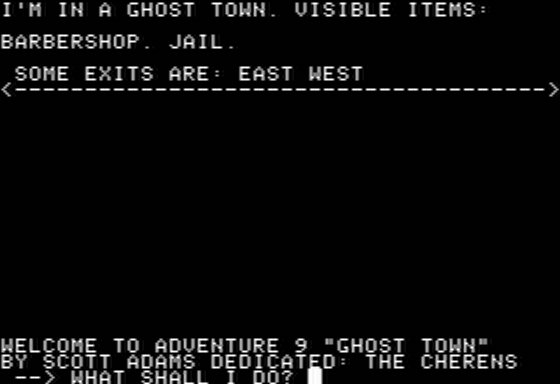 I'M IN A GHOST TOWN. VISIBLE ITEMS:
BARBERSHOP. JAIL.
SOME EXITS ARE: EAST WEST
<------------------------------------->
WELCOME TO ADVENTURE 9 "GHOST TOWN"
BY SCOTT ADAMS DEDICATED: THE CHERENS
--> WHAT SHALL I DO?